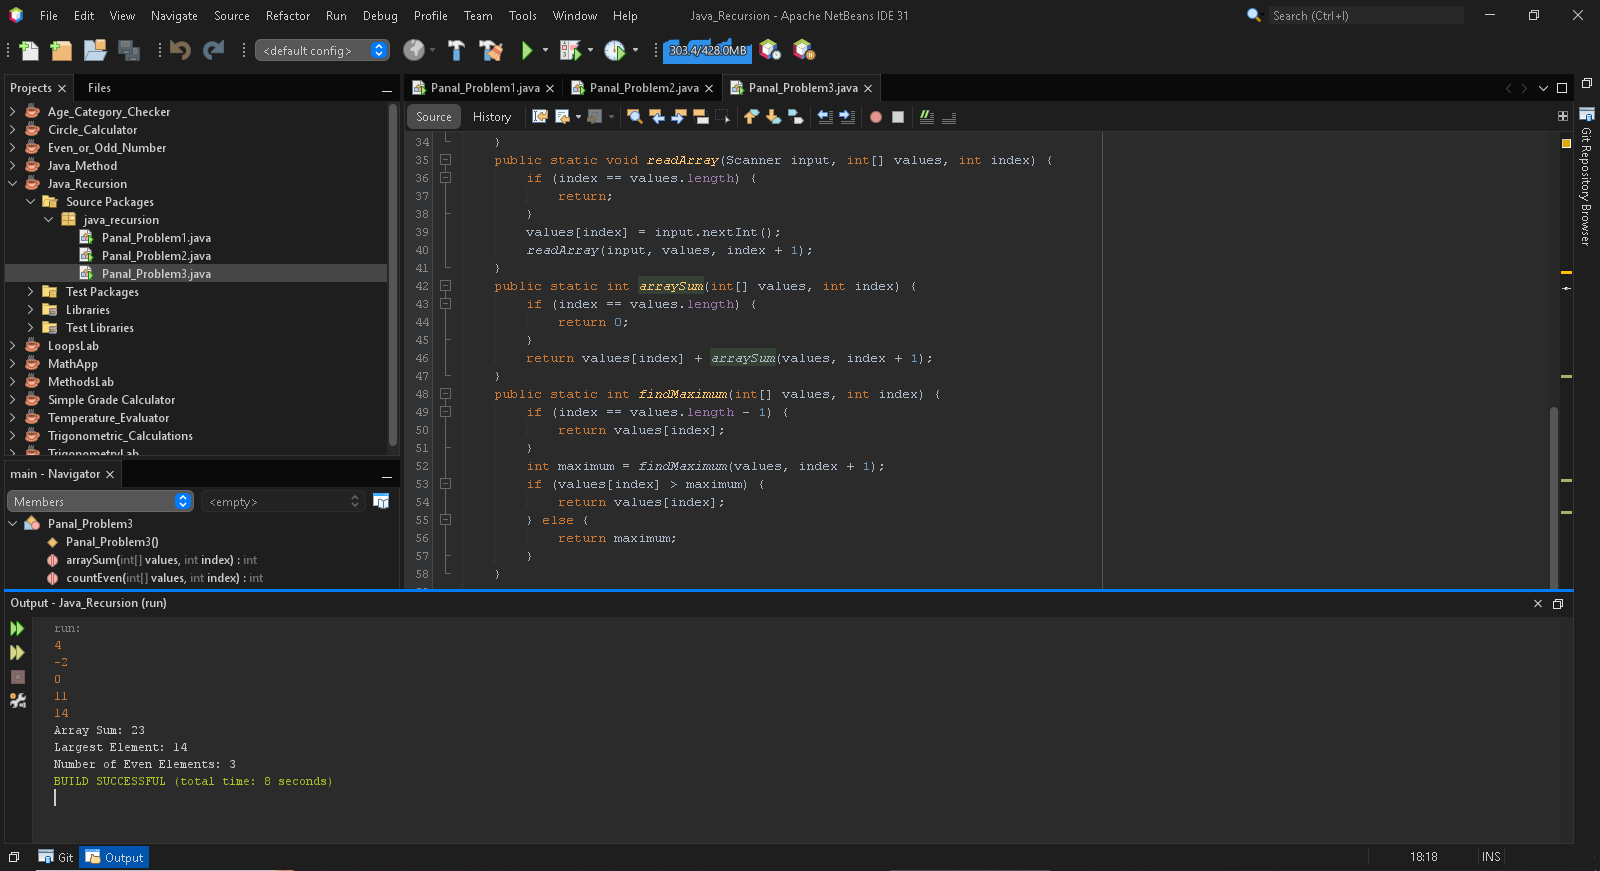 File Edit View Navigate Source Refactor Run Debug Profile Team Tools Window Help Java_Recursion - Apache NetBeans IDE 31 Search (Ctrl+I)
<default config> 303.4/428.0MB
Projects Files
Age_Category_Checker
Circle_Calculator
Even_or_Odd_Number
Java_Method
Java_Recursion
Source Packages
java_recursion
Panal_Problem1.java
Panal_Problem2.java
Panal_Problem3.java
Test Packages
Libraries
Test Libraries
LoopsLab
MathApp
MethodsLab
Simple Grade Calculator
Temperature_Evaluator
Trigonometric_Calculations
TrigonometryLab
main - Navigator
Members <empty>
Panal_Problem3
Panal_Problem3()
arraySum(int[] values, int index) : int
countEven(int[] values, int index) : int
Panal_Problem1.java Panal_Problem2.java Panal_Problem3.java
Source History
34 }
35 public static void readArray(Scanner input, int[] values, int index) {
36 if (index == values.length) {
37 return;
38 }
39 values[index] = input.nextInt();
40 readArray(input, values, index + 1);
41 }
42 public static int arraySum(int[] values, int index) {
43 if (index == values.length) {
44 return 0;
45 }
46 return values[index] + arraySum(values, index + 1);
47 }
48 public static int findMaximum(int[] values, int index) {
49 if (index == values.length - 1) {
50 return values[index];
51 }
52 int maximum = findMaximum(values, index + 1);
53 if (values[index] > maximum) {
54 return values[index];
55 } else {
56 return maximum;
57 }
58 }
Git Repository Browser
Output - Java_Recursion (run)
run:
4
-2
0
11
14
Array Sum: 23
Largest Element: 14
Number of Even Elements: 3
BUILD SUCCESSFUL (total time: 8 seconds)
Git Output 18:18 INS